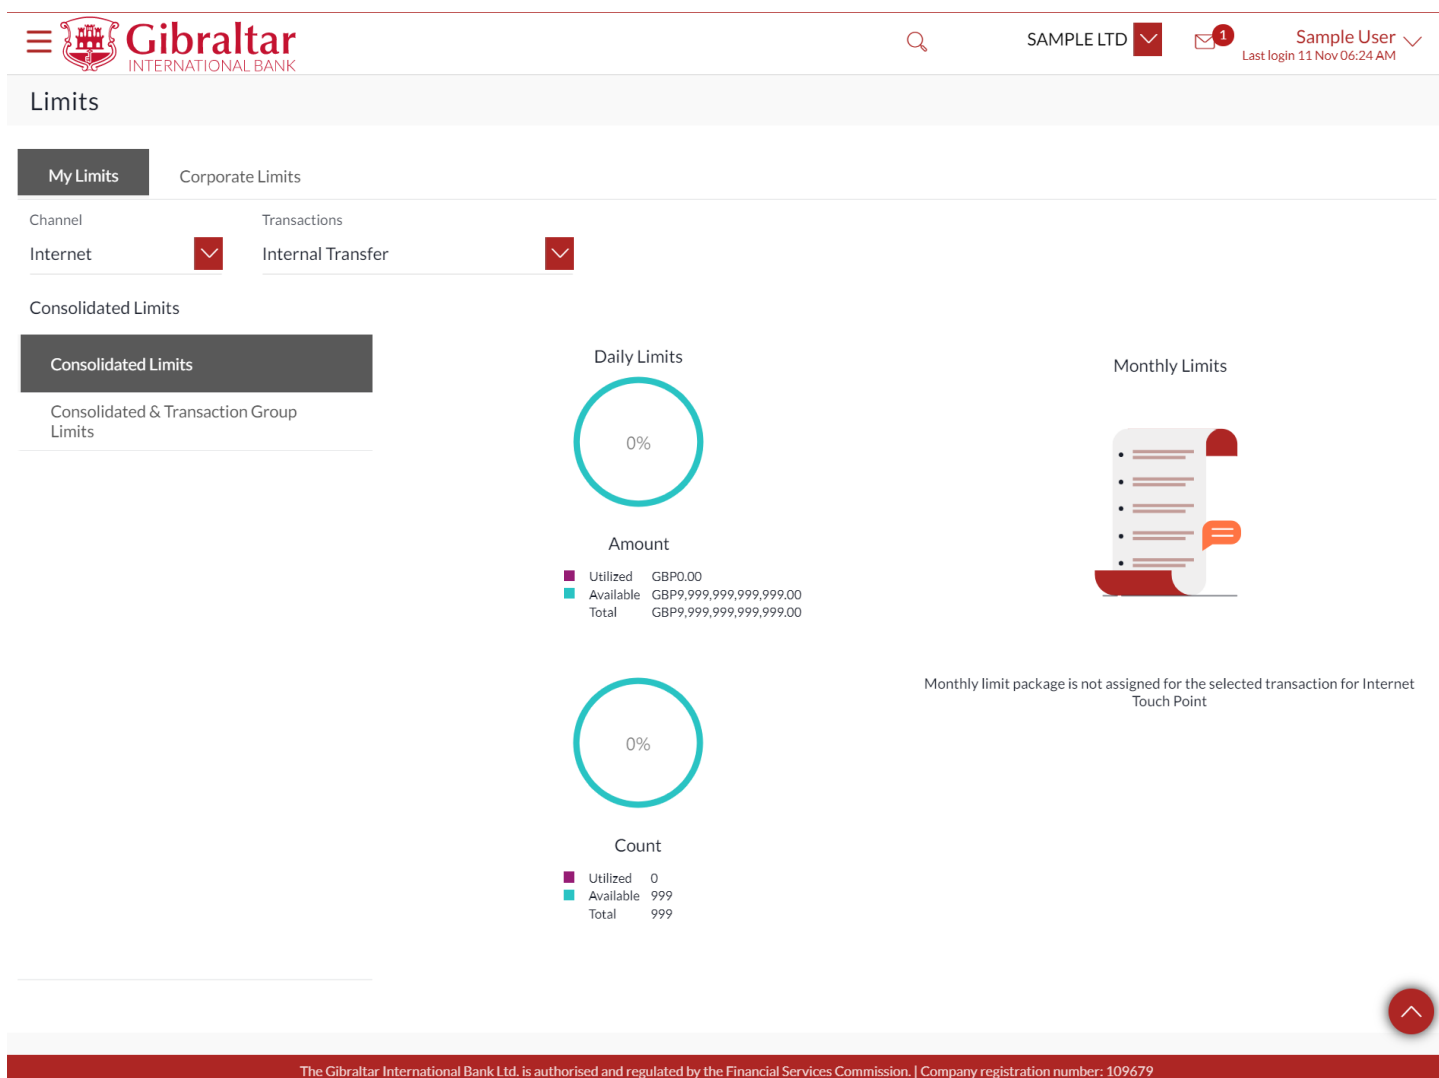 Gibraltar
INTERNATIONAL BANK
SAMPLE LTD
1
Sample User
Last login 11 Nov 06:24 AM
Limits
My Limits
Corporate Limits
Channel
Transactions
Internet
Internal Transfer
Consolidated Limits
Consolidated Limits
Consolidated & Transaction Group
Limits
Daily Limits
0%
Amount
Utilized GBP0.00
Available GBP9,999,999,999,999.00
Total GBP9,999,999,999,999.00
0%
Count
Utilized 0
Available 999
Total 999
Monthly Limits
Monthly limit package is not assigned for the selected transaction for Internet
Touch Point
The Gibraltar International Bank Ltd. is authorised and regulated by the Financial Services Commission. | Company registration number: 109679